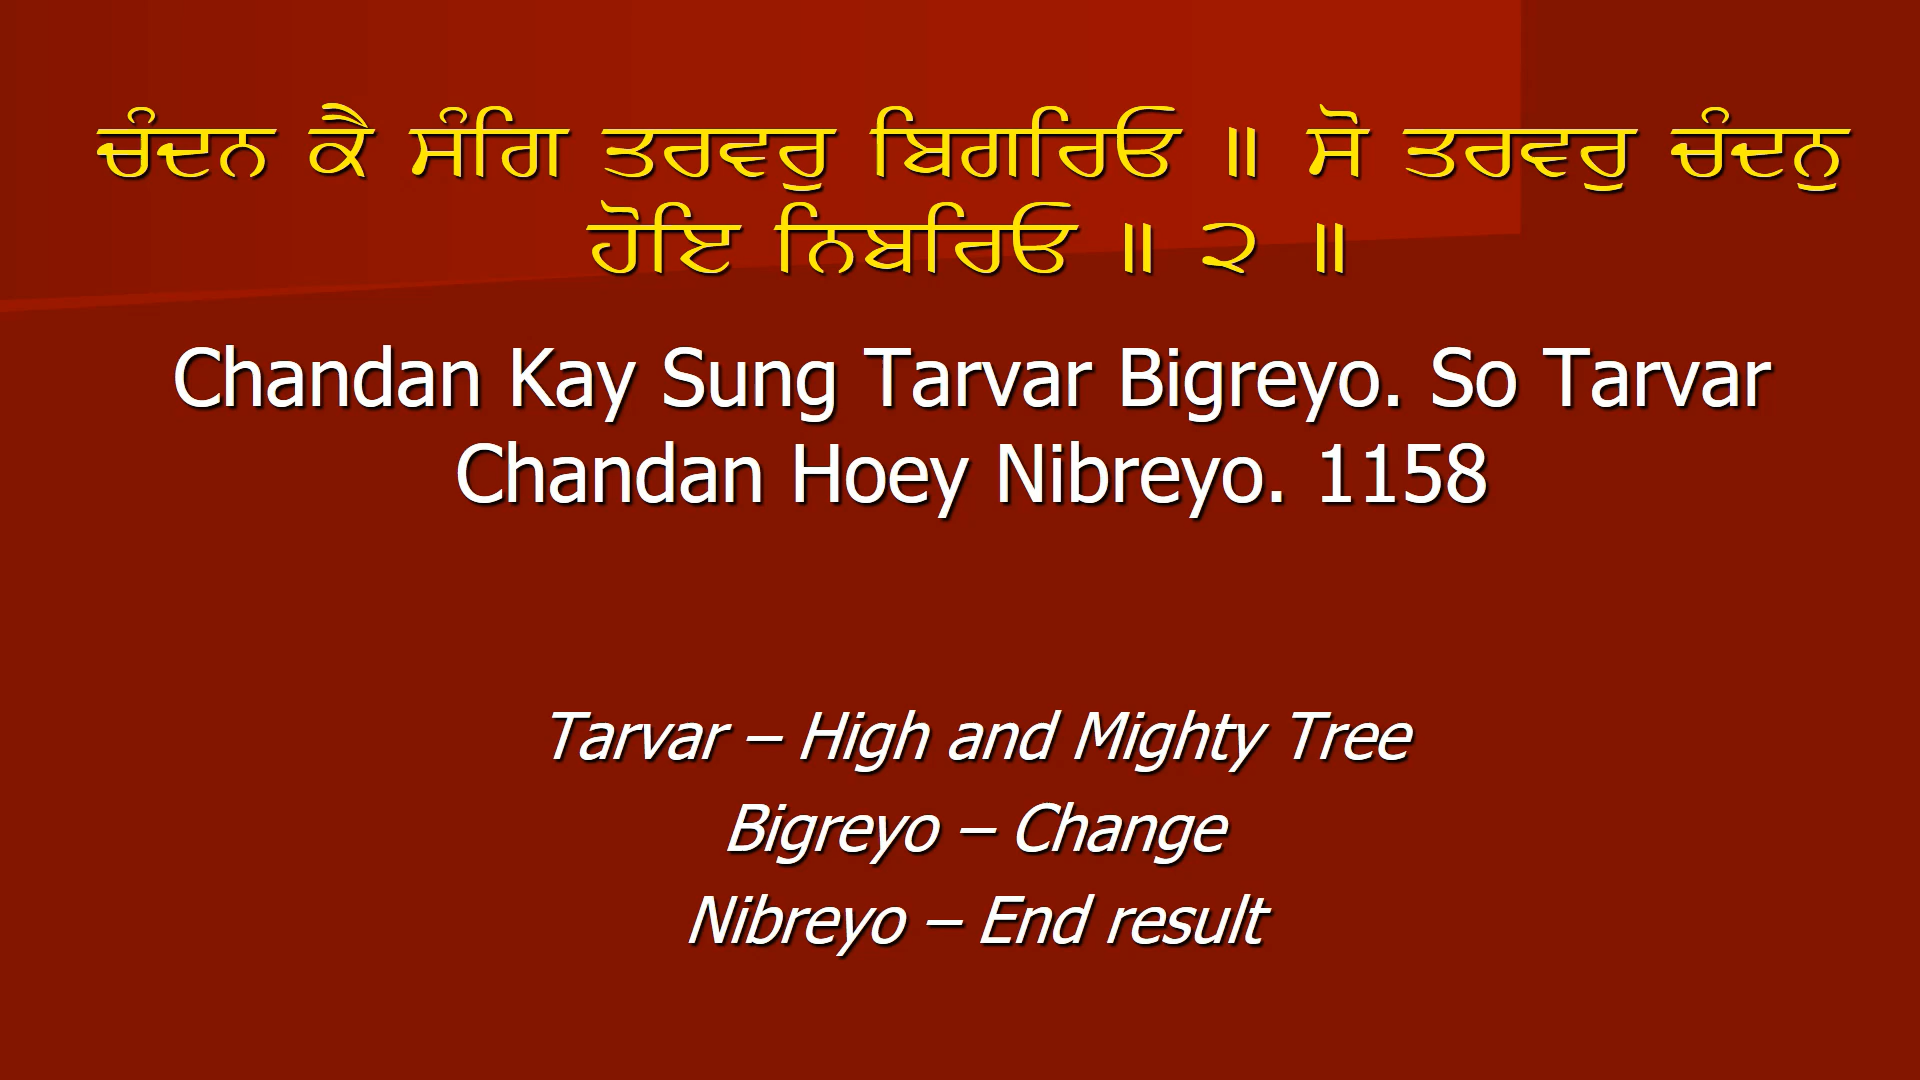 ਚੰਦਨ ਕੈ ਸੰਗਿ ਤਰਵਰੁ ਬਿਗਰਿਓ ॥ ਸੋ ਤਰਵਰੁ ਚੰਦਨੁ
ਹੋਇ ਨਿਬਰਿਓ ॥ ੨ ॥
Chandan Kay Sung Tarvar Bigreyo. So Tarvar
Chandan Hoey Nibreyo. 1158
Tarvar – High and Mighty Tree
Bigreyo – Change
Nibreyo – End result